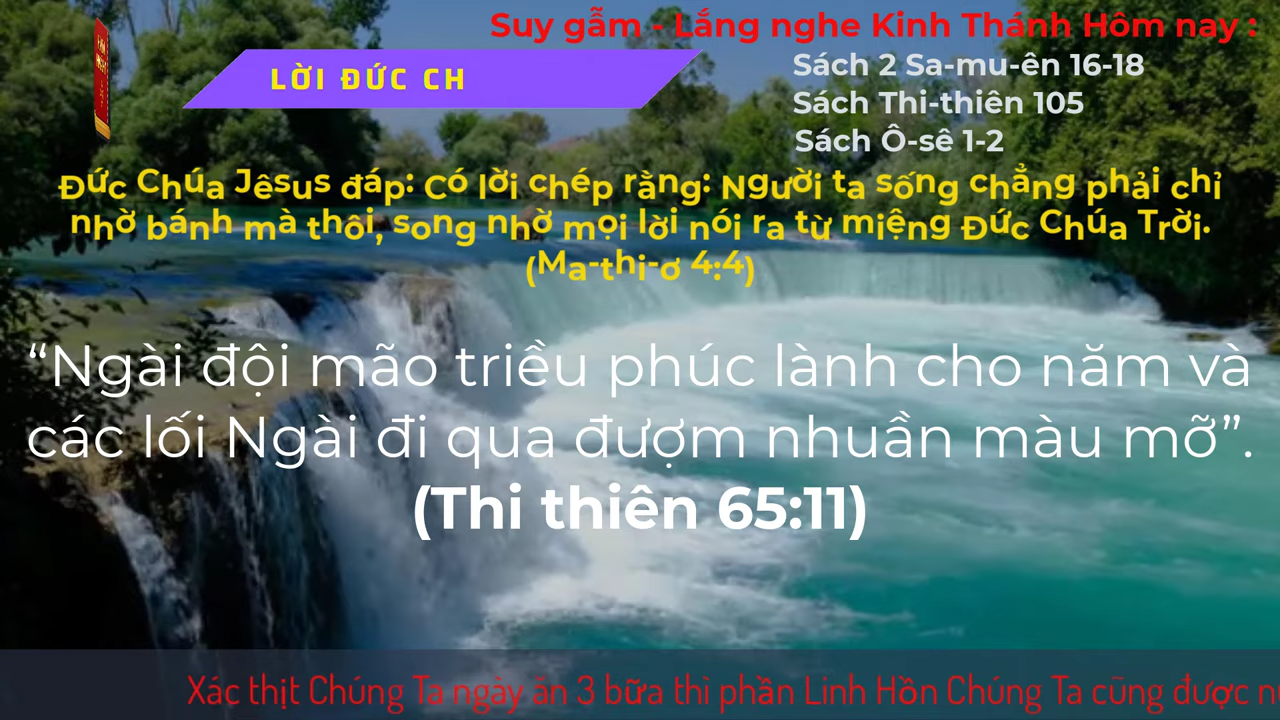 Suy gẫm - Lắng nghe Kinh Thánh Hôm nay :
LỜI ĐỨC CH
Sách 2 Sa-mu-ên 16-18
Sách Thi-thiên 105
Sách Ô-sê 1-2
Đức Chúa Jêsus đáp: Có lời chép rằng: Người ta sống chẳng phải chỉ
nhờ bánh mà thôi, song nhờ mọi lời nói ra từ miệng Đức Chúa Trời.
(Ma-thi-ơ 4:4)
“Ngài đội mão triều phúc lành cho năm và
các lối Ngài đi qua đượm nhuần màu mỡ”.
(Thi thiên 65:11)
Xác thịt Chúng Ta ngày ăn 3 bữa thì phần Linh Hồn Chúng Ta cũng được